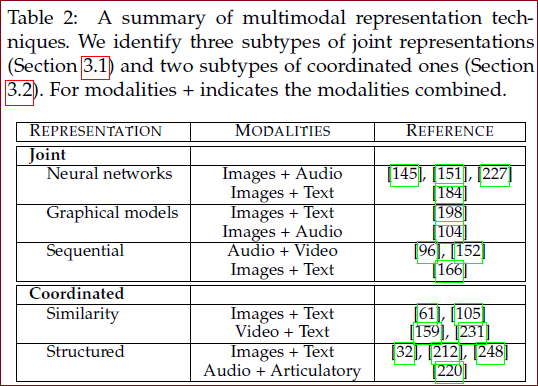 Table 2: A summary of multimodal representation tech-
niques. We identify three subtypes of joint representations
(Section 3.1) and two subtypes of coordinated ones (Section
3.2). For modalities + indicates the modalities combined.
REPRESENTATION MODALITIES REFERENCE
Joint
Neural networks Images + Audio [145], [151], [227]
Images + Text [184]
Graphical models Images + Text [198]
Images + Audio [104]
Sequential Audio + Video [96], [152]
Images + Text [166]
Coordinated
Similarity Images + Text [61], [105]
Video + Text [159], [231]
Structured Images + Text [32], [212], [248]
Audio + Articulatory [220]